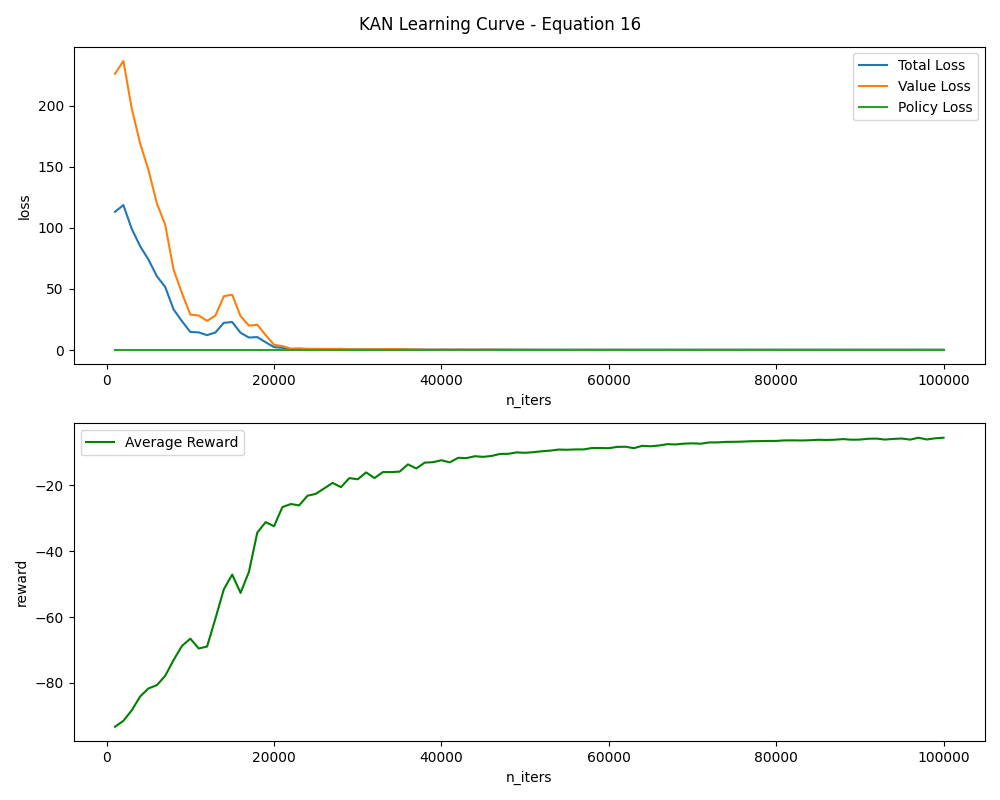 KAN Learning Curve - Equation 16
Total Loss
Value Loss
Policy Loss
loss
200
150
100
50
0
0
20000
40000
60000
80000
100000
n_iters
Average Reward
reward
−20
−40
−60
−80
0
20000
40000
60000
80000
100000
n_iters